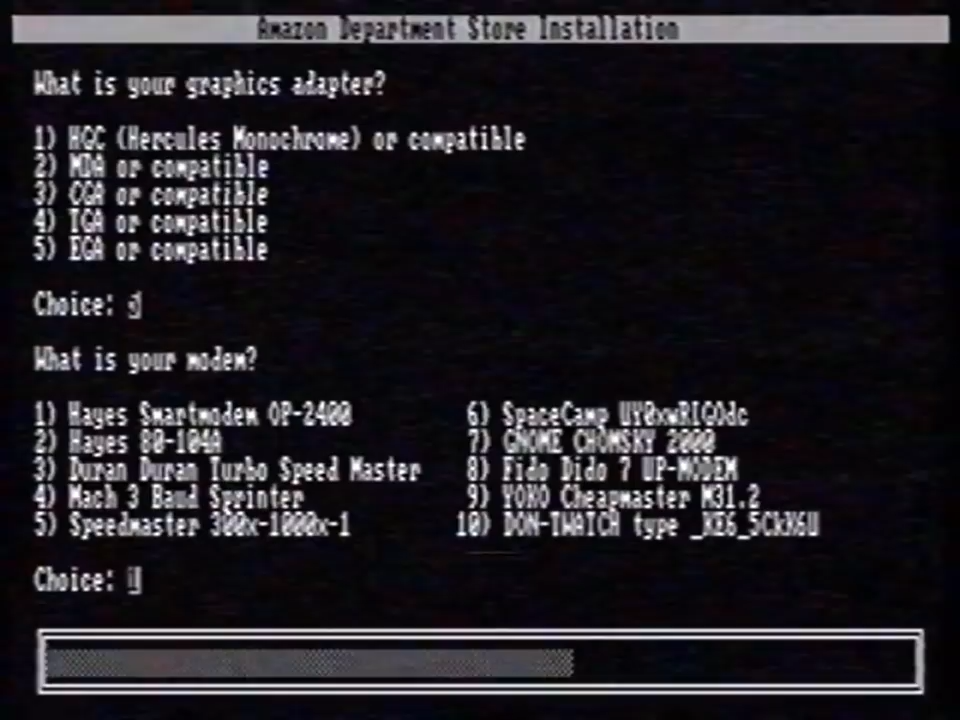 Amazon Department Store Installation
What is your graphics adapter?
1) HGC (Hercules Monochrome) or compatible
2) MDA or compatible
3) CGA or compatible
4) TGA or compatible
5) EGA or compatible
Choice:
What is your modem?
1) Hayes Smartmodem OP-2400
2) Hayes 80-104A
3) Duran Duran Turbo Speed Master
4) Mach 3 Baud Sprinter
5) Speedmaster 300x-1000x-1
6) SpaceCamp
7) GNOME CHOMSKY 2000
8) Fido Dido 7 UP-MODEM
9) YOKO Cheapmaster M31.2
10) DON-TWATCH type
Choice: